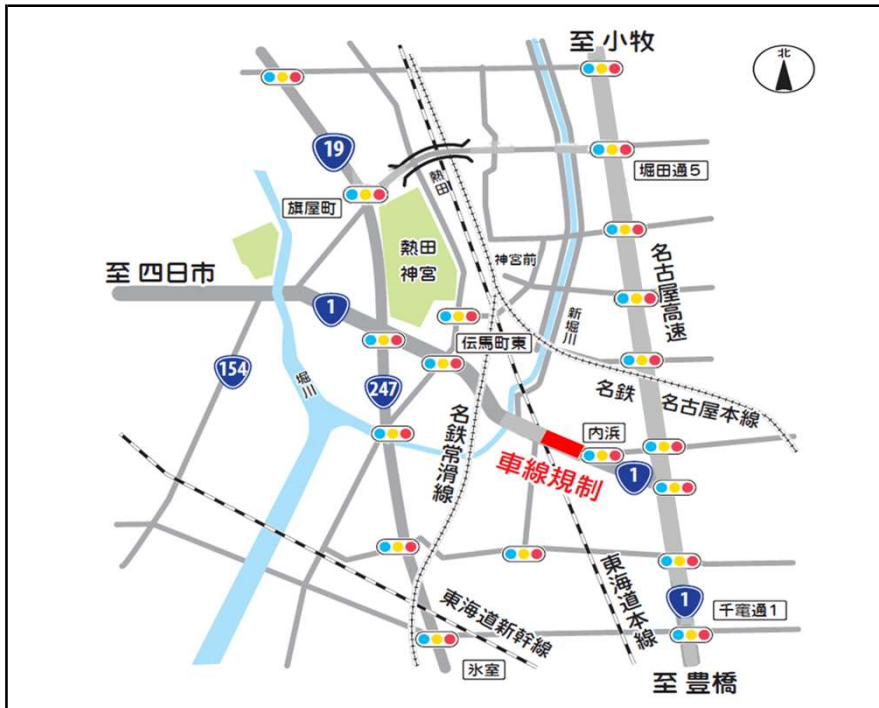 至 小牧
北
19
堀田通5
旗屋町
熱田
熱田
神宮
神宮前
至 四日市
名古屋高速
1
新堀川
伝馬町東
154
堀川
247
名鉄 名古屋本線
名鉄常滑線
内浜
車線規制
1
東海道本線
東海道新幹線
1
千竜通1
氷室
至 豊橋